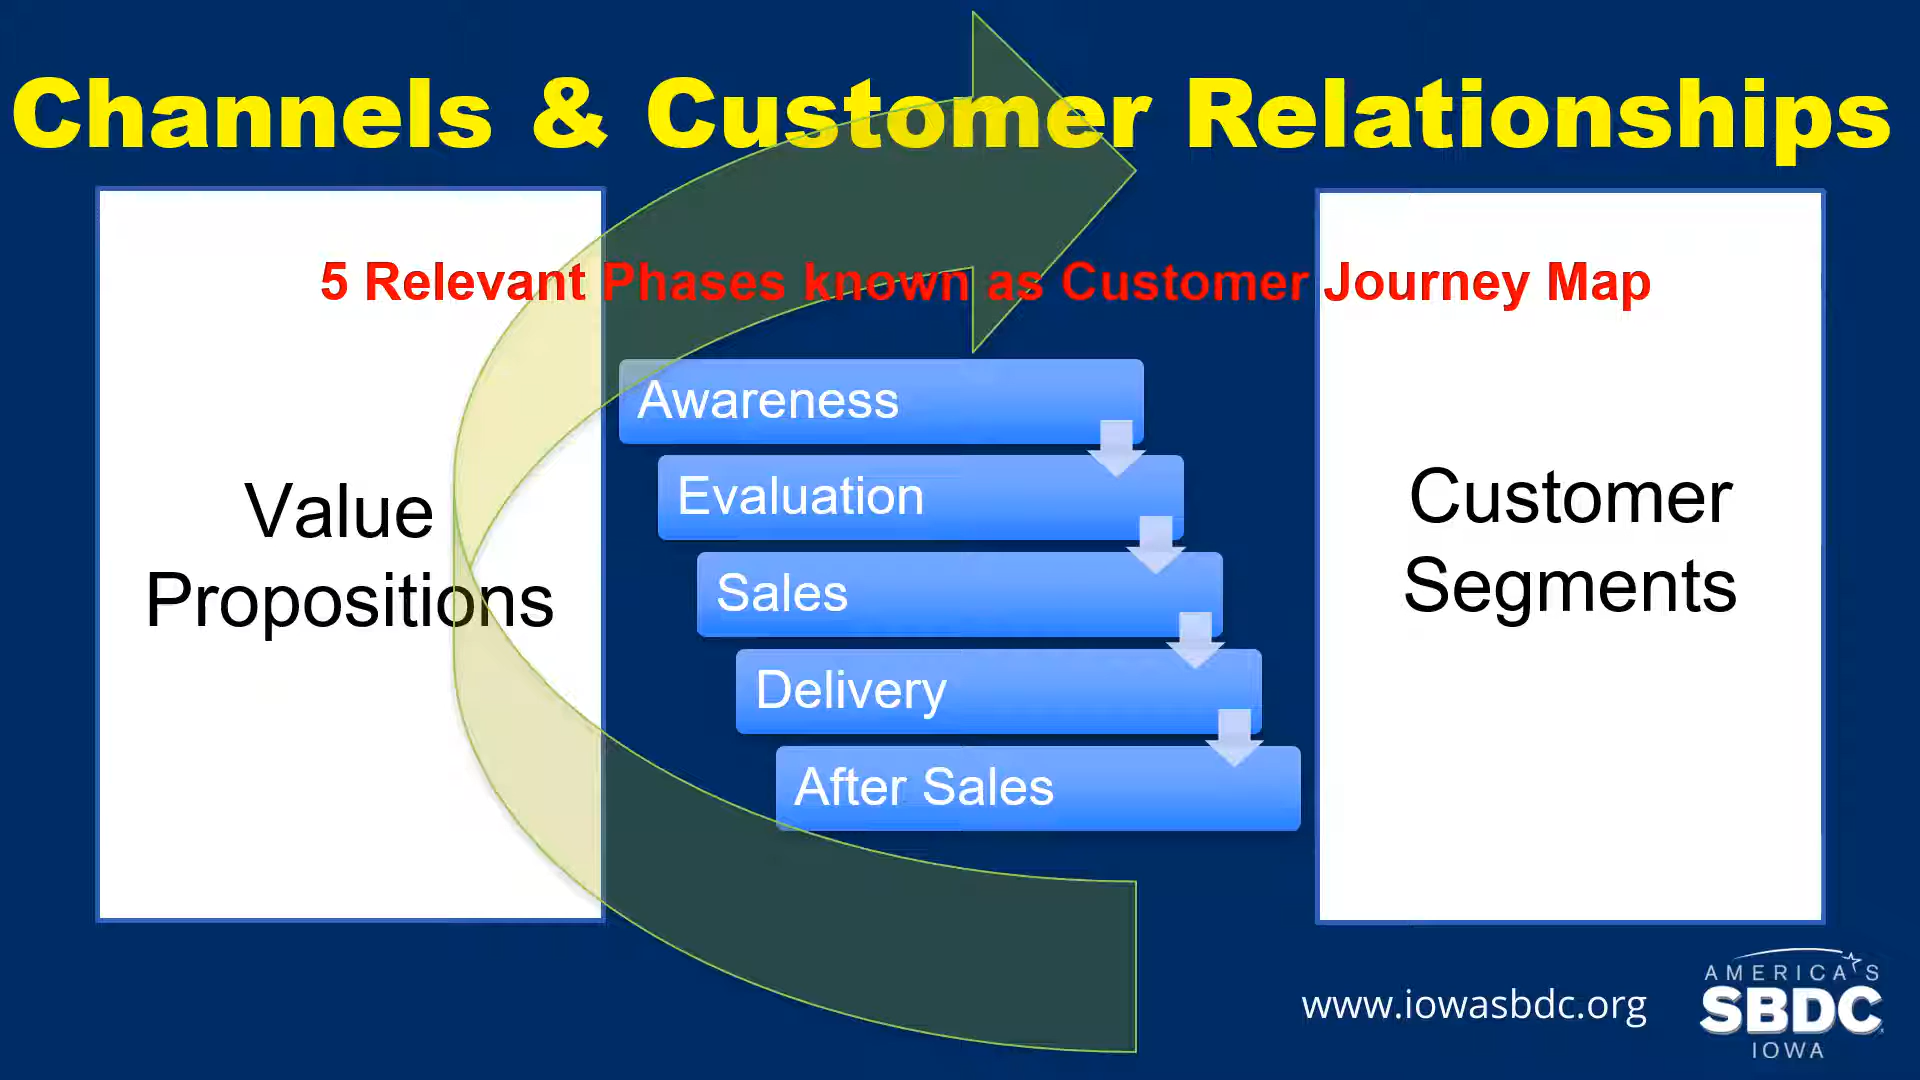 Channels & Customer Relationships
5 Relevant Phases known as Customer Journey Map
Value
Propositions
Awareness
Evaluation
Sales
Delivery
After Sales
Customer
Segments
www.iowasbdc.org
AMERICA'S
SBDC
IOWA